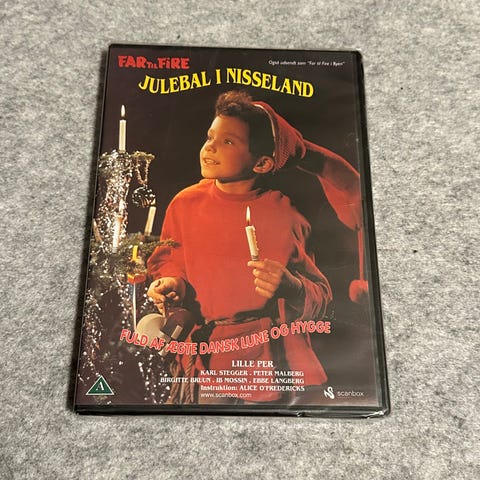 FAR TIL FIRE
Også udsendt som "Far til Fire i Byen"
JULEBAL I NISSELAND
FULD AF ÆGTE DANSK LUNE OG HYGGE
LILLE PER
KARL STEGGER . PETER MALBERG
BIRGITTE BRUUN . IB MOSSIN . EBBE LANGBERG
Instruktion: ALICE O'FREDERICKS
www.scanbox.com
scanbox
A